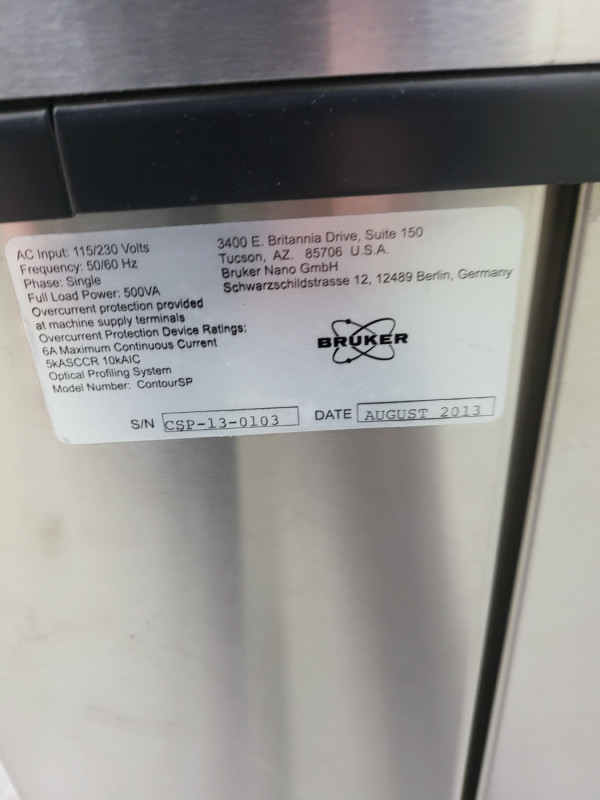 AC Input: 115/230 Volts
Frequency: 50/60 Hz
Phase: Single
Full Load Power: 500VA
Overcurrent protection provided
at machine supply terminals
Overcurrent Protection Device Ratings:
6A Maximum Continuous Current
5kASCCR 10kAIC
Optical Profiling System
Model Number: ContourSP
3400 E. Britannia Drive, Suite 150
Tucson, AZ. 85706 U.S.A.
Bruker Nano GmbH
Schwarzschildstrasse 12, 12489 Berlin, Germany
BRUKER
S/N CSP-13-0103 DATE AUGUST 2013